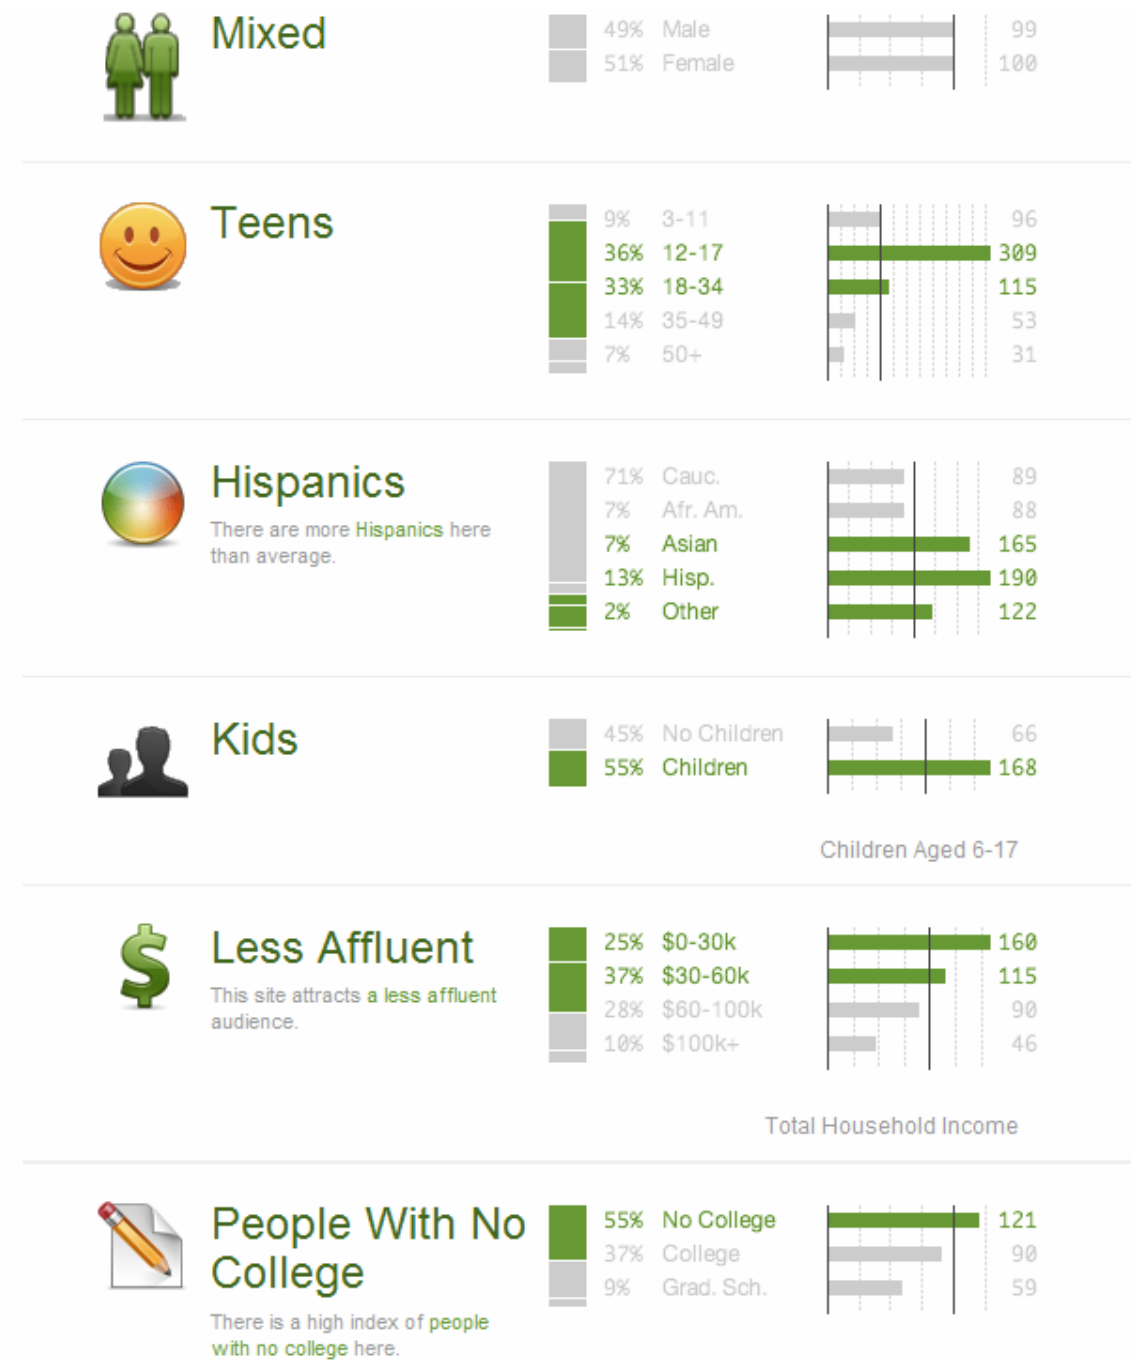 Mixed
49% Male 99
51% Female 100
Teens
9% 3-11 96
36% 12-17 309
33% 18-34 115
14% 35-49 53
7% 50+ 31
Hispanics
There are more Hispanics here
than average.
71% Cauc. 89
7% Afr. Am. 88
7% Asian 165
13% Hisp. 190
2% Other 122
Kids
45% No Children 66
55% Children 168
Children Aged 6-17
Less Affluent
This site attracts a less affluent
audience.
25% $0-30k 160
37% $30-60k 115
28% $60-100k 90
10% $100k+ 46
Total Household Income
People With No
College
There is a high index of people
with no college here.
55% No College 121
37% College 90
9% Grad. Sch. 59